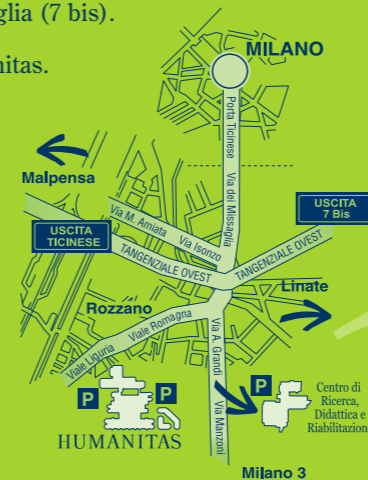 glia (7 bis).
nitas.
MILANO
Porta Ticinese
Via dei Missaglia
Malpensa
USCITA
7 Bis
USCITA
TICINESE
Via M. Amiata
Via Isonzo
TANGENZIALE OVEST
TANGENZIALE OVEST
Linate
Rozzano
Viale Liguria
Viale Romagna
Via A. Grandi
Via Manzoni
P
P
P
HUMANITAS
Centro di
Ricerca,
Didattica e
Riabilitazion
Milano 3